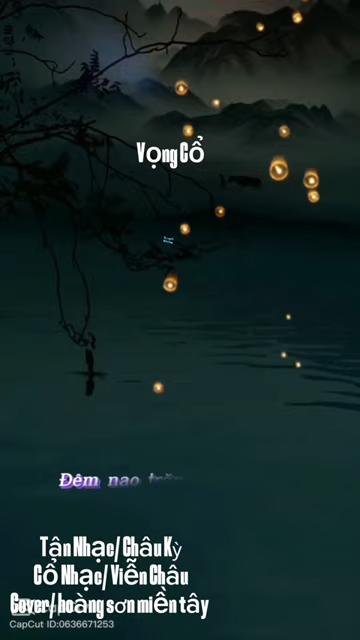 Vọng Cổ
Đêm nao
Tận Nhạc/ Châu Kỳ
Cổ Nhạc/ Viễn Châu
Cover/ hoàng sơn miền tây
CapCut ID:0636671253